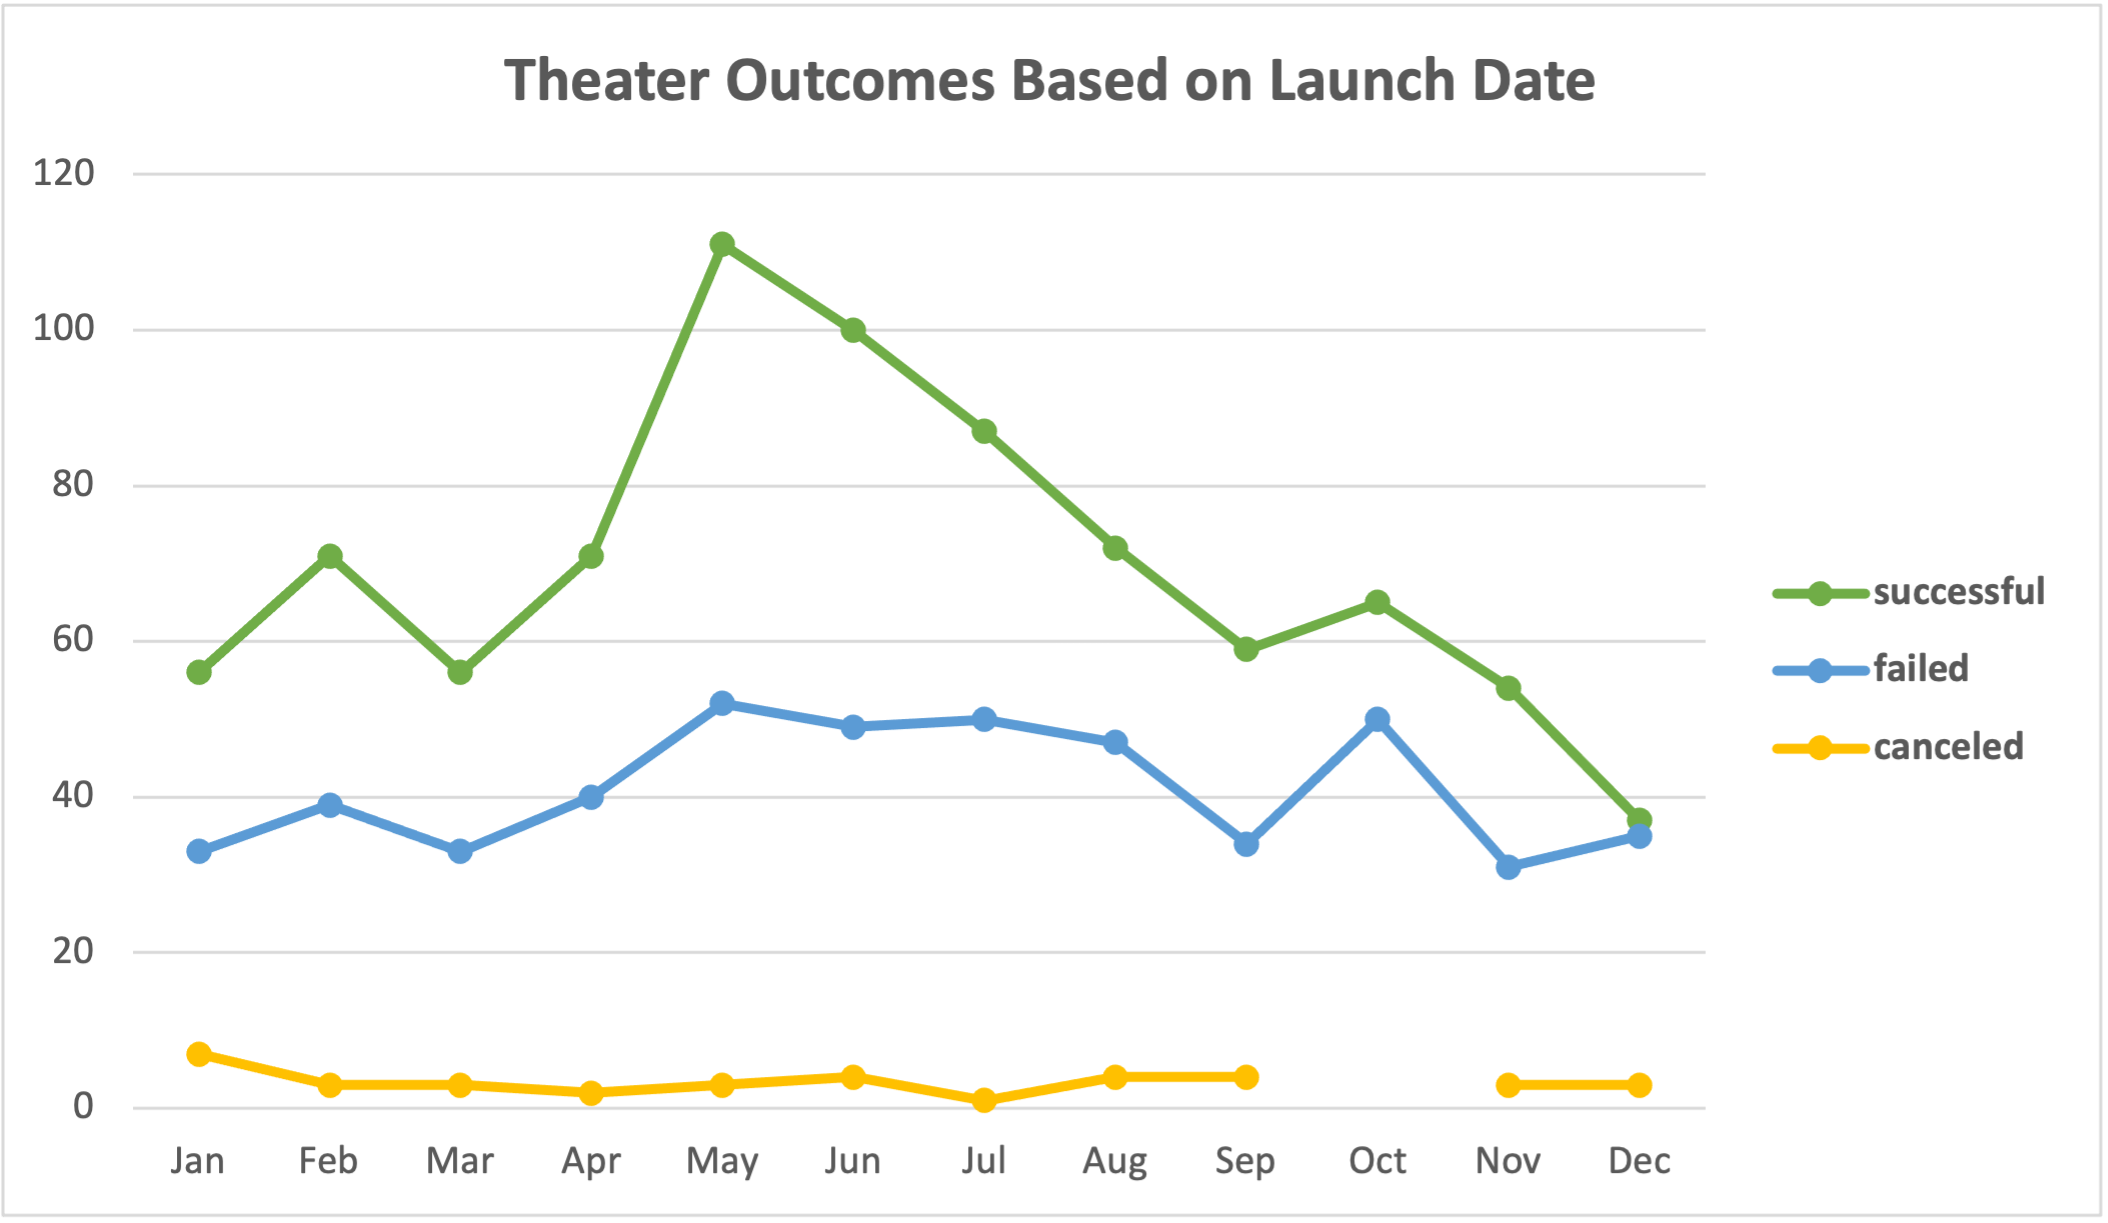 Theater Outcomes Based on Launch Date
120
100
80
60
40
20
0
Jan Feb Mar Apr May Jun Jul Aug Sep Oct Nov Dec
successful
failed
canceled